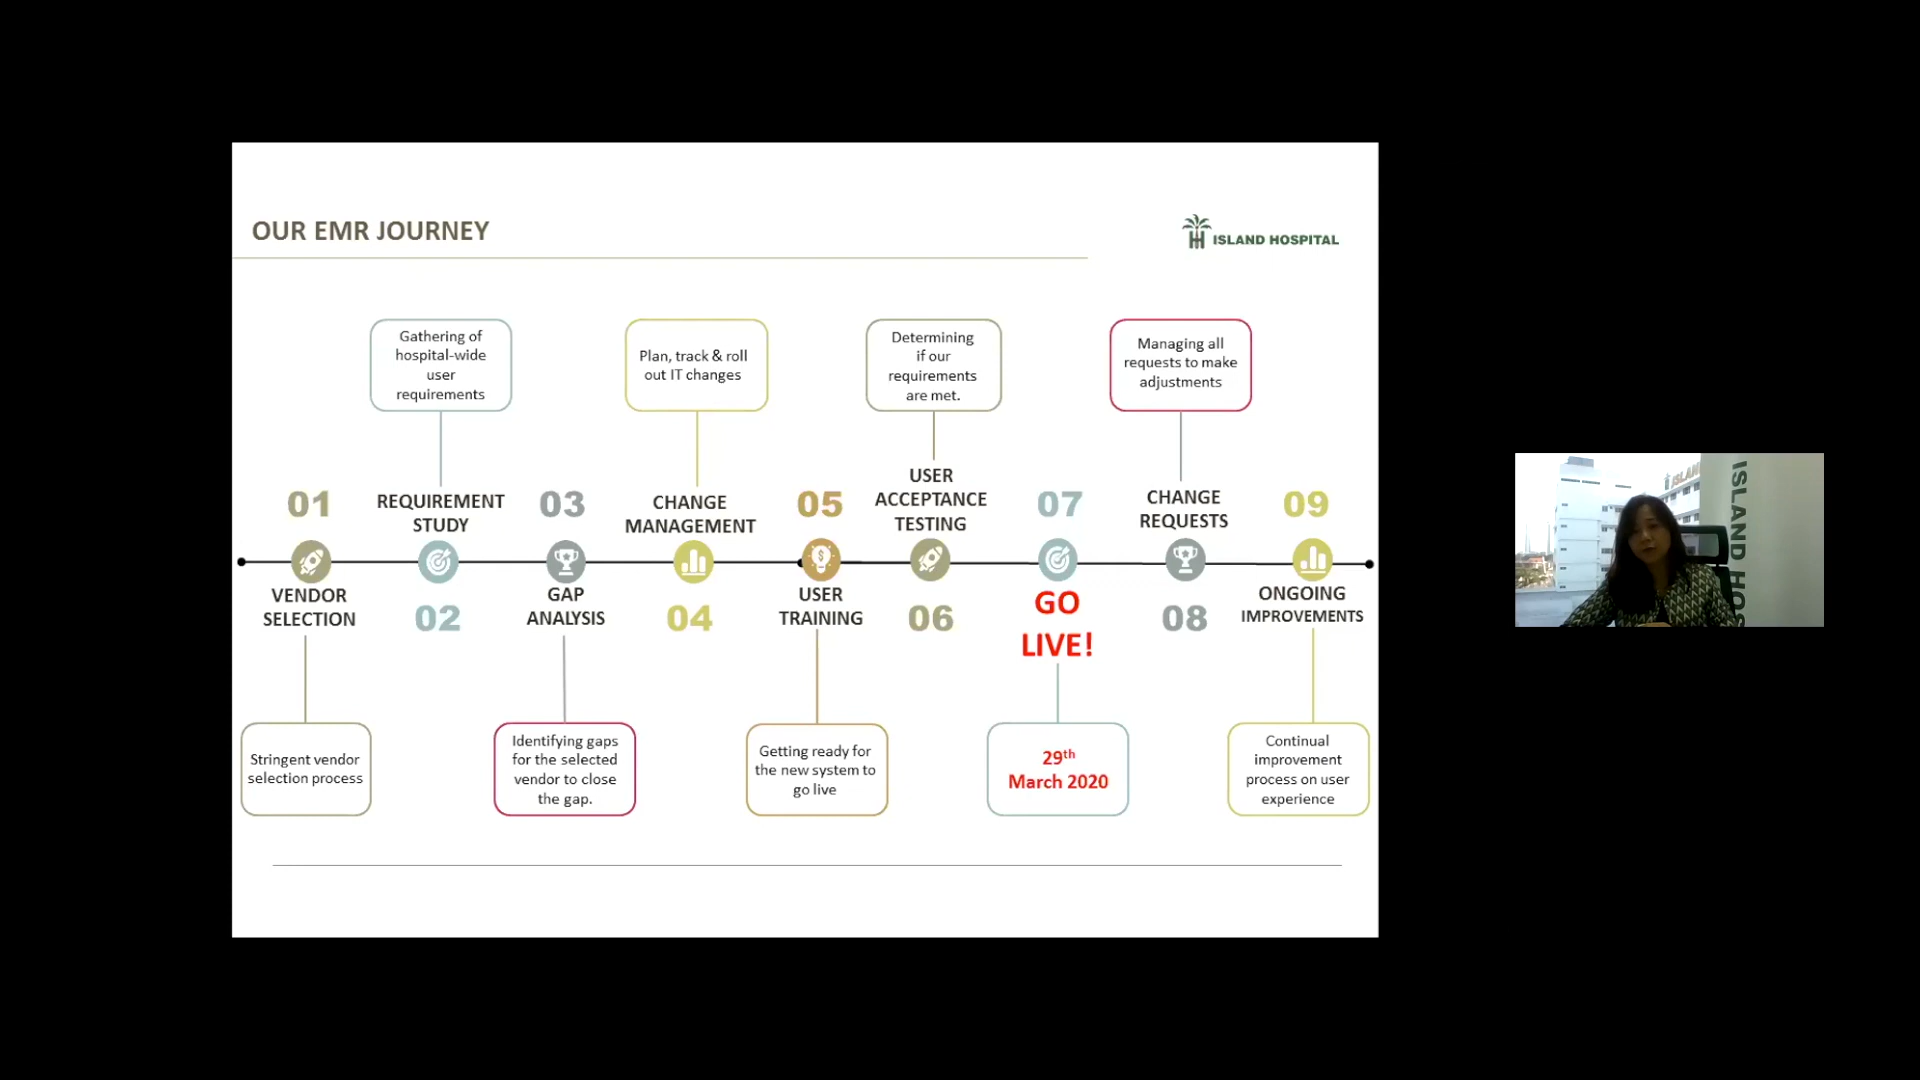 OUR EMR JOURNEY
ISLAND HOSPITAL
Gathering of
hospital-wide
user
requirements
Plan, track & roll
out IT changes
Determining
if our
requirements
are met.
Managing all
requests to make
adjustments
01
REQUIREMENT
STUDY
03
CHANGE
MANAGEMENT
05
USER
ACCEPTANCE
TESTING
07
CHANGE
REQUESTS
09
VENDOR
SELECTION
02
GAP
ANALYSIS
04
USER
TRAINING
06
GO
LIVE!
08
ONGOING
IMPROVEMENTS
Stringent vendor
selection process
Identifying gaps
for the selected
vendor to close
the gap.
Getting ready for
the new system to
go live
29th
March 2020
Continual
improvement
process on user
experience
ISLAN
ISLAND HOS